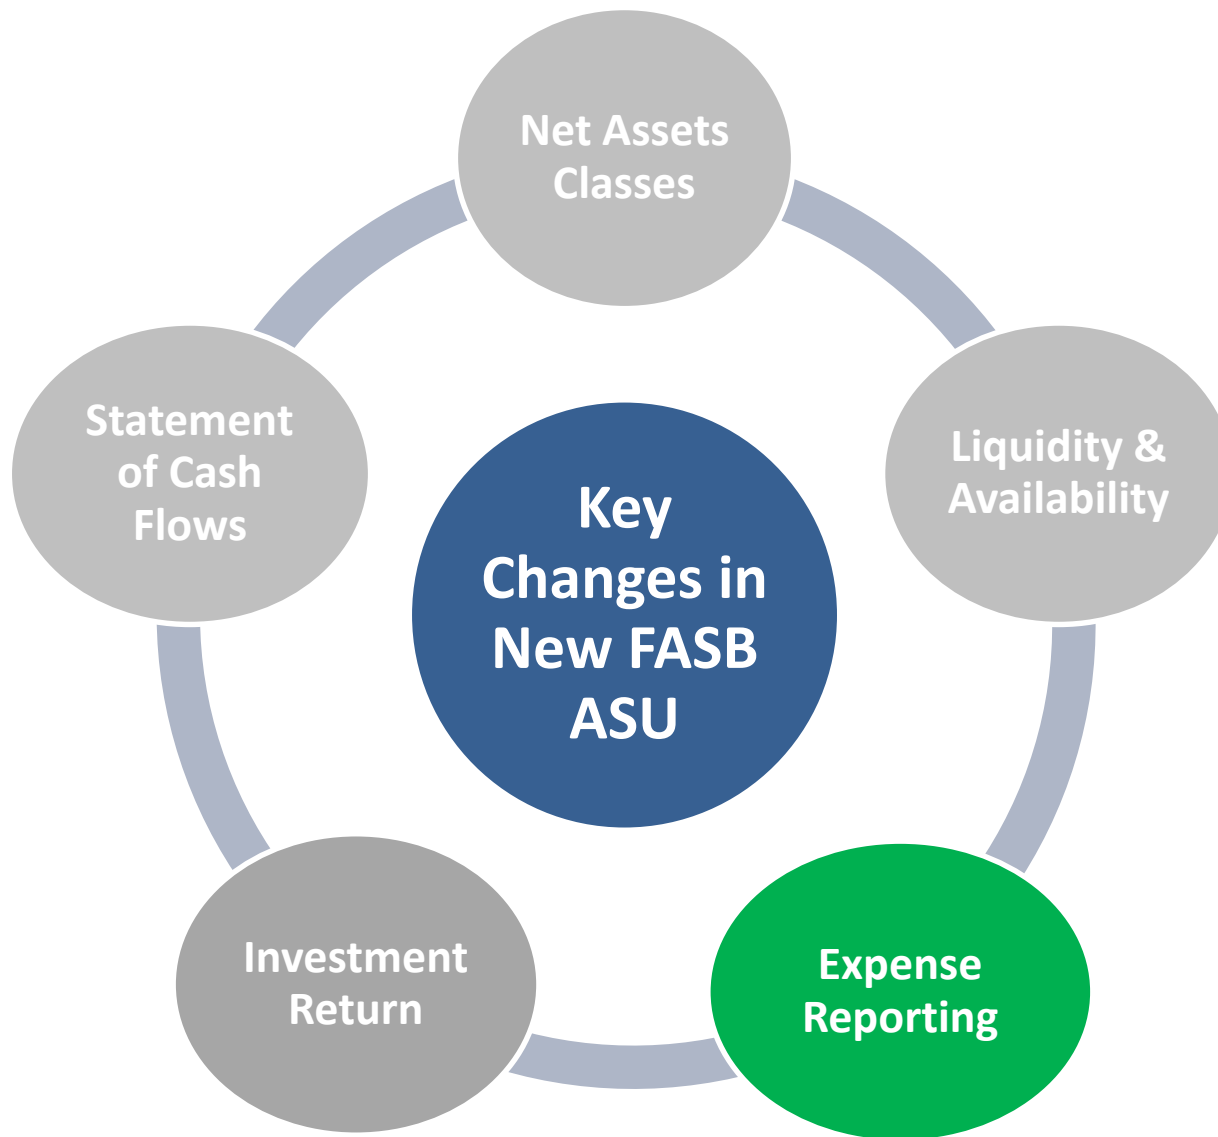 Net Assets
Classes
Statement
of Cash
Flows
Liquidity &
Availability
Key
Changes in
New FASB
ASU
Investment
Return
Expense
Reporting